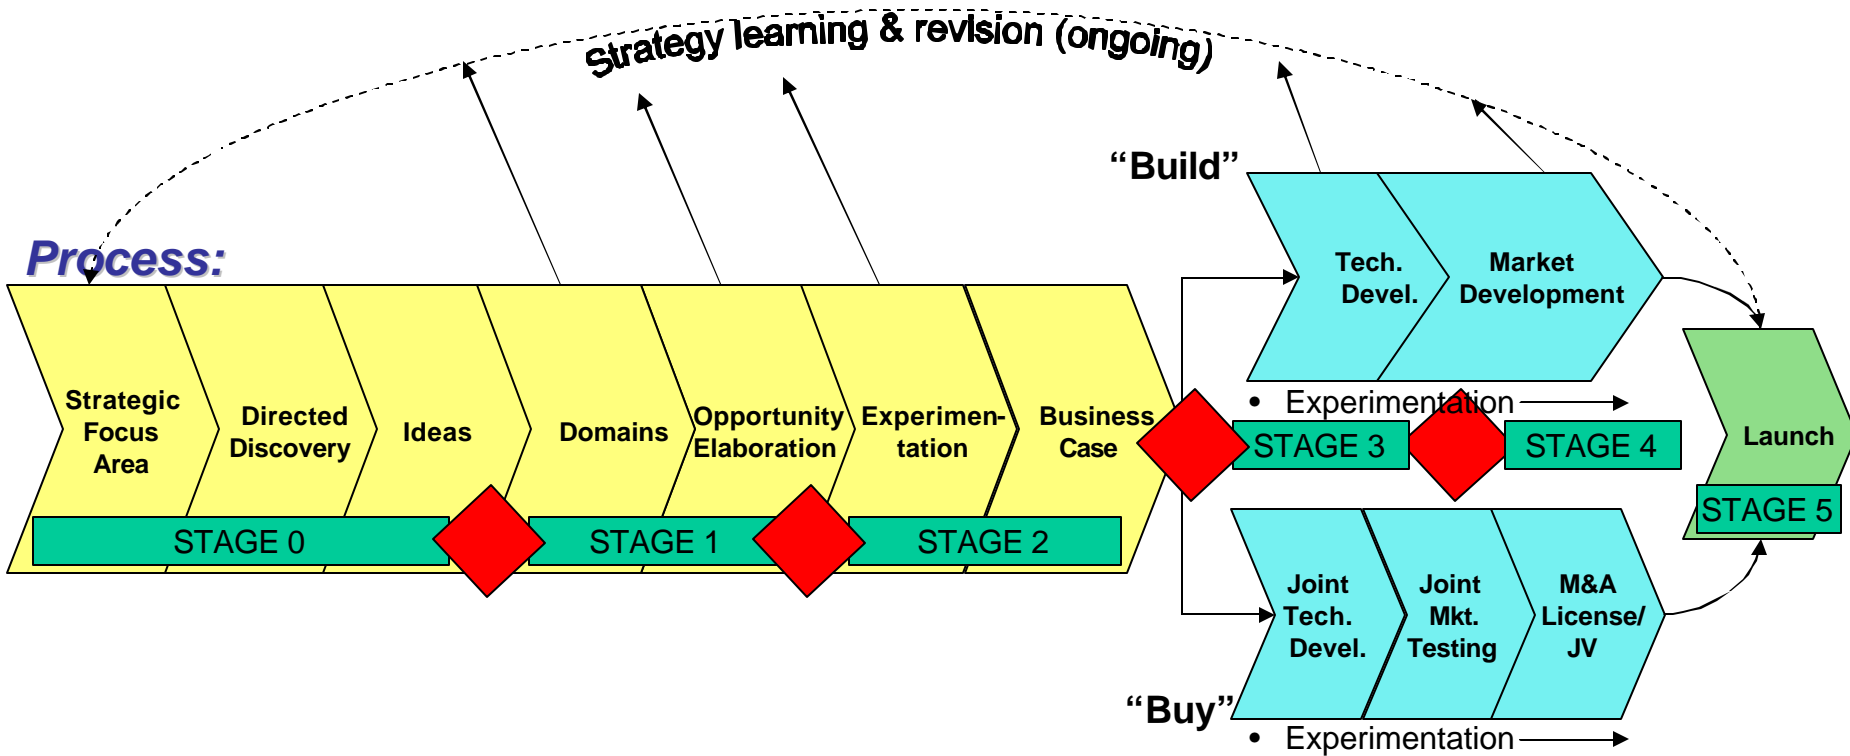 Strategy learning & revision (ongoing)
“Build”
Process:
Tech.
Devel.
Market
Development
Strategic
Focus
Area
Directed
Discovery
Ideas
Domains
Opportunity
Elaboration
Experimen-
tation
Business
Case
• Experimentation
STAGE 3
STAGE 4
Launch
STAGE 5
STAGE 0
STAGE 1
STAGE 2
Joint
Tech.
Devel.
Joint
Mkt.
Testing
M&A
License/
JV
“Buy”
• Experimentation